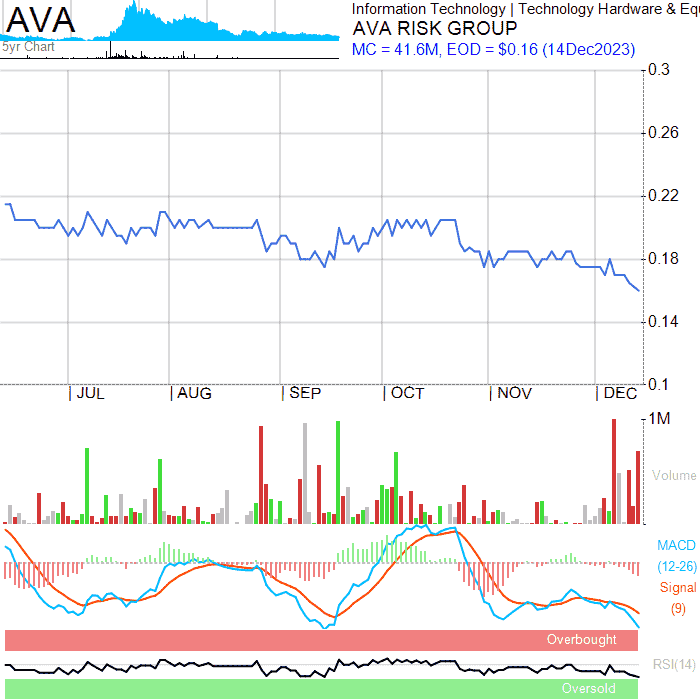 AVA
5yr Chart
Information Technology | Technology Hardware & Equ
AVA RISK GROUP
MC = 41.6M, EOD = $0.16 (14Dec2023)
0.3
0.26
0.22
0.18
0.14
0.1
JUL AUG SEP OCT NOV DEC
1M
Volume
MACD
(12-26)
Signal
(9)
Overbought
RSI(14)
Oversold